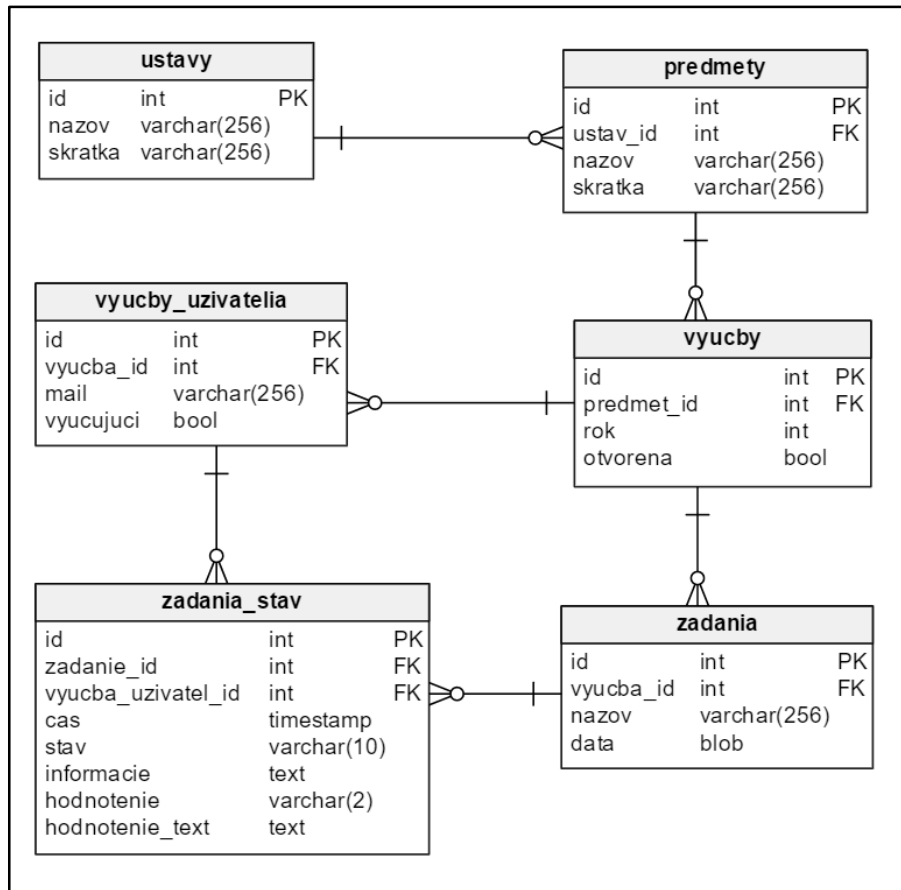 ustavy
id int PK
nazov varchar(256)
skratka varchar(256)
predmety
id int PK
ustav_id int FK
nazov varchar(256)
skratka varchar(256)
vyucby_uzivatelia
id int PK
vyucba_id int FK
mail varchar(256)
vyucujuci bool
vyucby
id int PK
predmet_id int FK
rok int
otvorena bool
zadania_stav
id int PK
zadanie_id int FK
vyucba_uzivatel_id int FK
cas timestamp
stav varchar(10)
informacie text
hodnotenie varchar(2)
hodnotenie_text text
zadania
id int PK
vyucba_id int FK
nazov varchar(256)
data blob